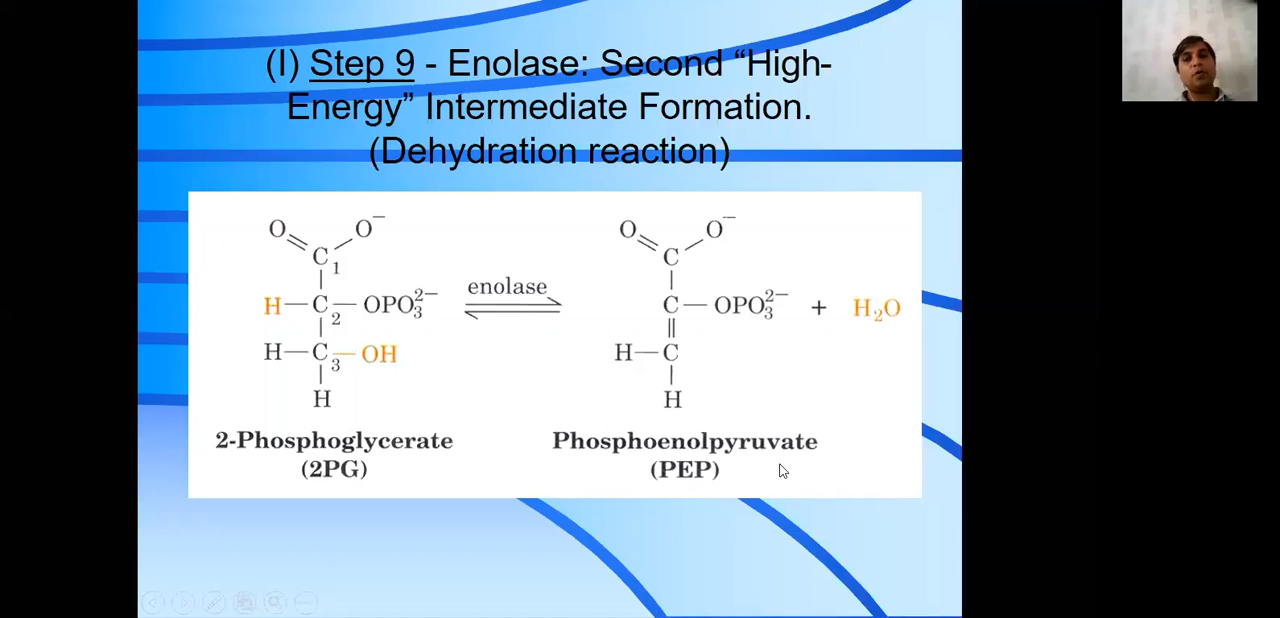 (I) Step 9 - Enolase: Second “High-
Energy” Intermediate Formation.
(Dehydration reaction)
O O⁻ O O⁻
C 1 C
enolase
H—C 2—OPO₃²⁻ C—OPO₃²⁻ + H₂O
H—C 3—OH H—C
H H
2-Phosphoglycerate Phosphoenolpyruvate
(2PG) (PEP)